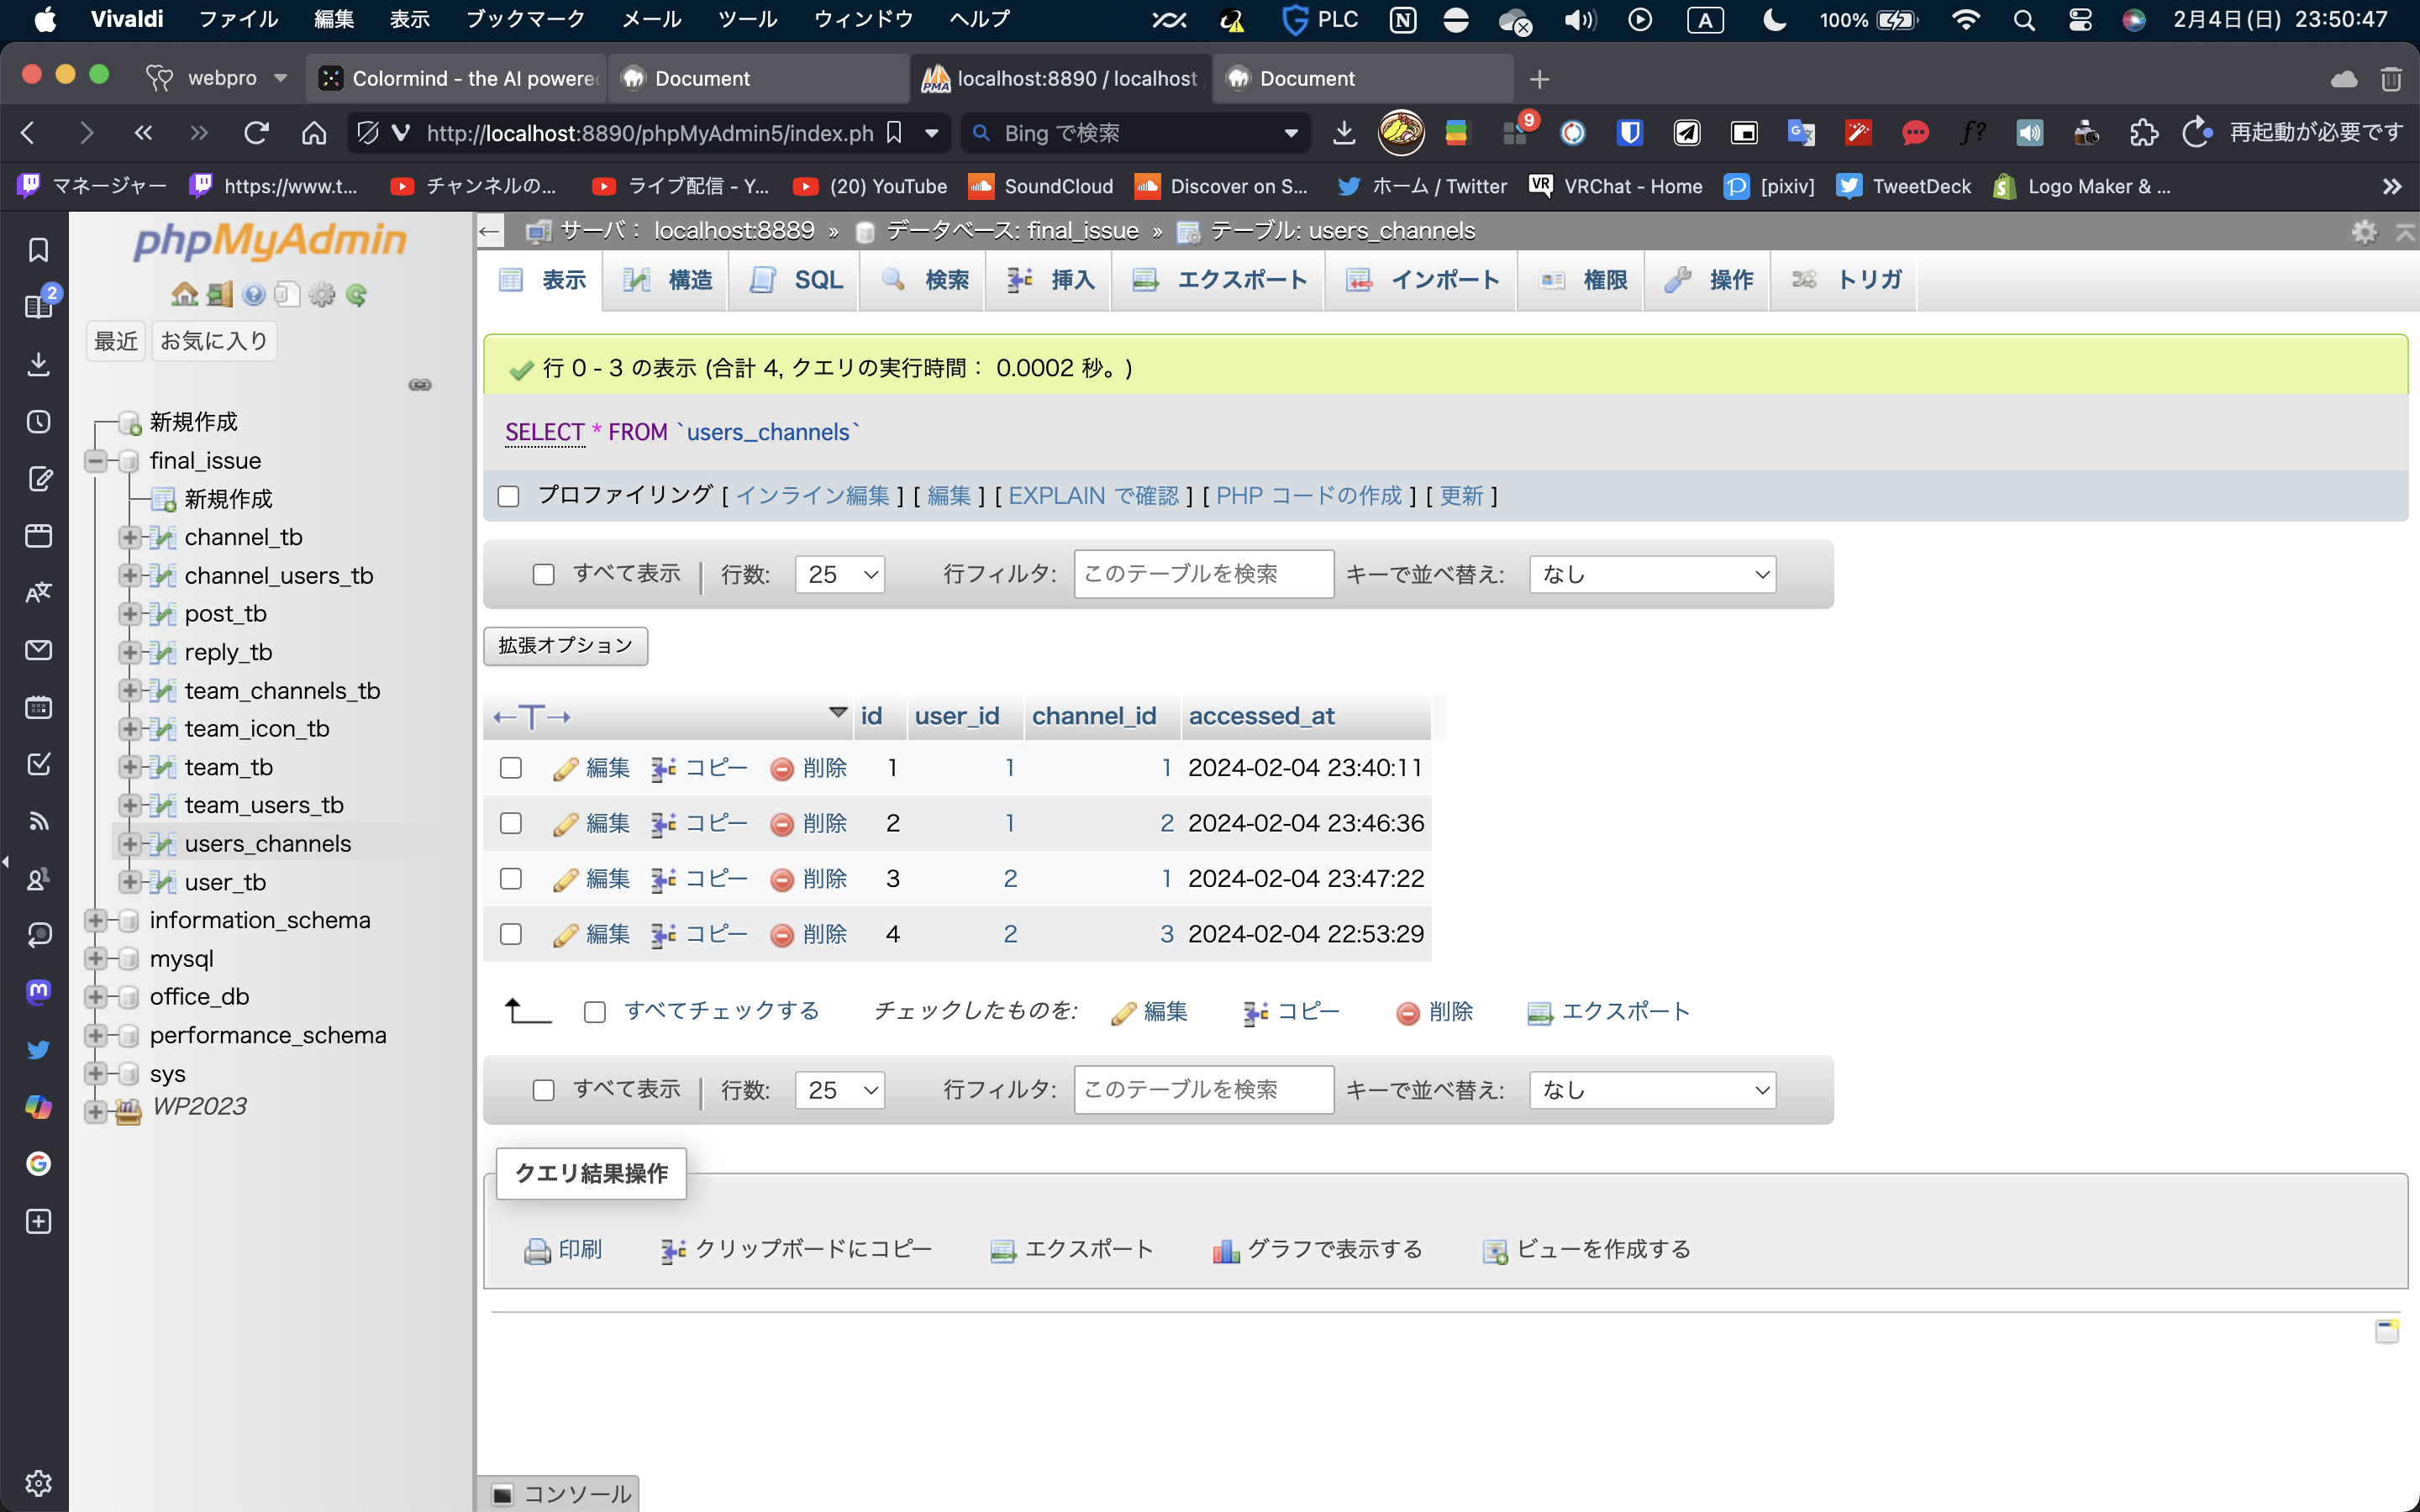 Vivaldi ファイル 編集 表示 ブックマーク メール ツール ウィンドウ ヘルプ PLC A 100% 2月4日(日) 23:50:47
webpro Colormind - the AI powere Document localhost:8890 / localhost Document
http://localhost:8890/phpMyAdmin5/index.ph Bing で検索 9 再起動が必要です
マネージャー https://www.t... チャンネルの... ライブ配信 - Y... (20) YouTube SoundCloud Discover on S... ホーム / Twitter VRChat - Home [pixiv] TweetDeck Logo Maker & ...
2
phpMyAdmin
最近 お気に入り
新規作成
final_issue
新規作成
channel_tb
channel_users_tb
post_tb
reply_tb
team_channels_tb
team_icon_tb
team_tb
team_users_tb
users_channels
user_tb
information_schema
mysql
office_db
performance_schema
sys
WP2023
サーバ: localhost:8889 » データベース: final_issue » テーブル: users_channels
表示 構造 SQL 検索 挿入 エクスポート インポート 権限 操作 トリガ
行 0 - 3 の表示 (合計 4, クエリの実行時間: 0.0002 秒。)
SELECT * FROM `users_channels`
プロファイリング [ インライン編集 ] [ 編集 ] [ EXPLAIN で確認 ] [ PHP コードの作成 ] [ 更新 ]
すべて表示 行数: 25 行フィルタ: このテーブルを検索 キーで並べ替え: なし
拡張オプション
←T→ id user_id channel_id accessed_at
編集 コピー 削除 1 1 1 2024-02-04 23:40:11
編集 コピー 削除 2 1 2 2024-02-04 23:46:36
編集 コピー 削除 3 2 1 2024-02-04 23:47:22
編集 コピー 削除 4 2 3 2024-02-04 22:53:29
すべてチェックする チェックしたものを: 編集 コピー 削除 エクスポート
すべて表示 行数: 25 行フィルタ: このテーブルを検索 キーで並べ替え: なし
クエリ結果操作
印刷 クリップボードにコピー エクスポート グラフで表示する ビューを作成する
コンソール